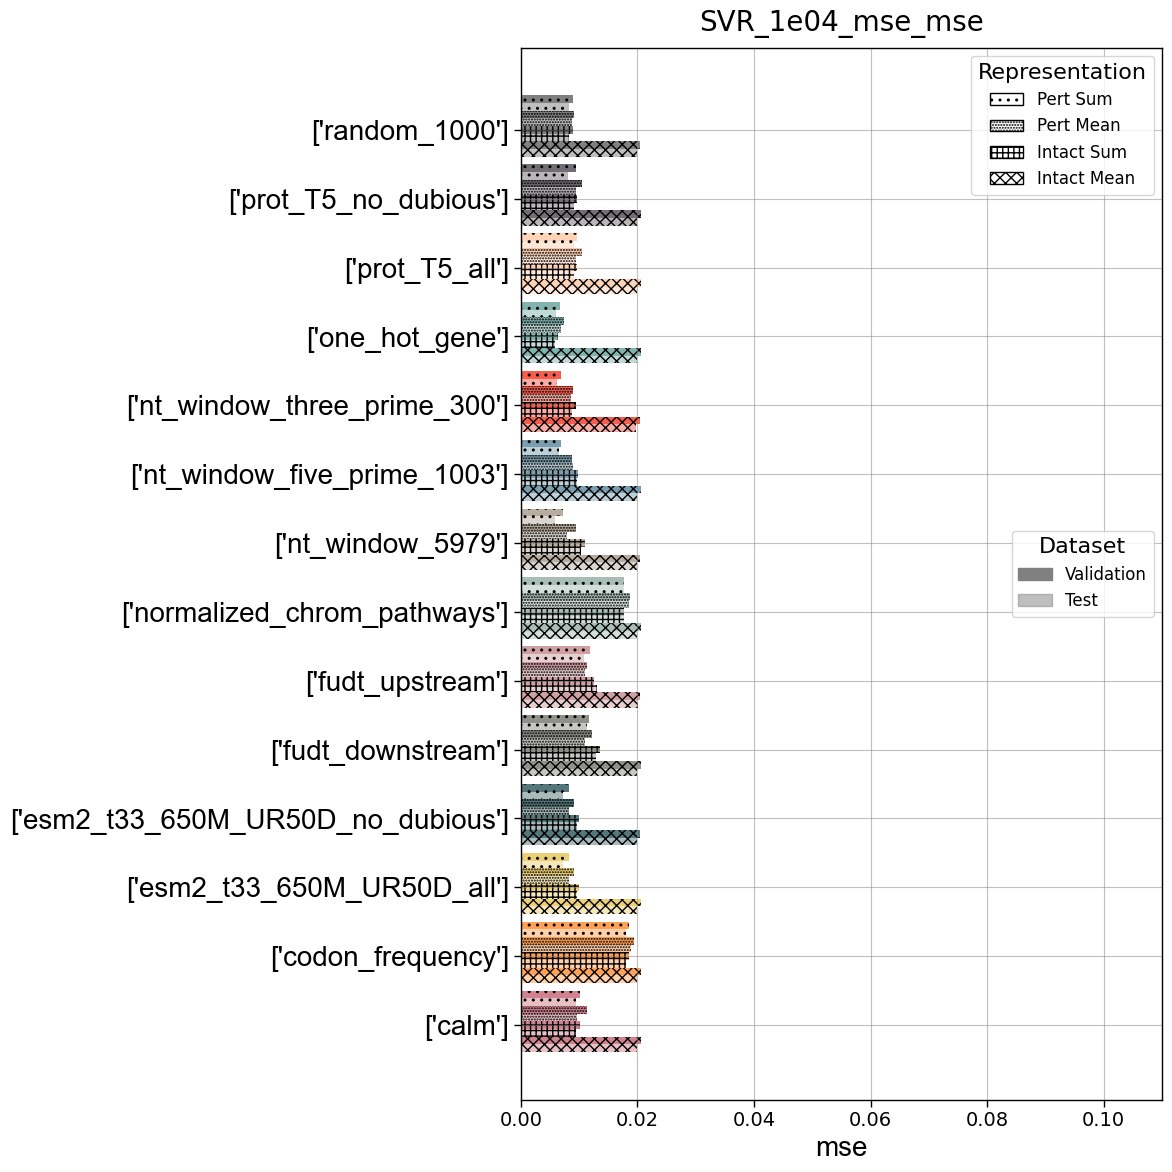 SVR_1e04_mse_mse
Representation
Pert Sum
Pert Mean
Intact Sum
Intact Mean
['random_1000']
['prot_T5_no_dubious']
['prot_T5_all']
['one_hot_gene']
['nt_window_three_prime_300']
['nt_window_five_prime_1003']
['nt_window_5979']
Dataset
Validation
Test
['normalized_chrom_pathways']
['fudt_upstream']
['fudt_downstream']
['esm2_t33_650M_UR50D_no_dubious']
['esm2_t33_650M_UR50D_all']
['codon_frequency']
['calm']
0.00 0.02 0.04 0.06 0.08 0.10
mse